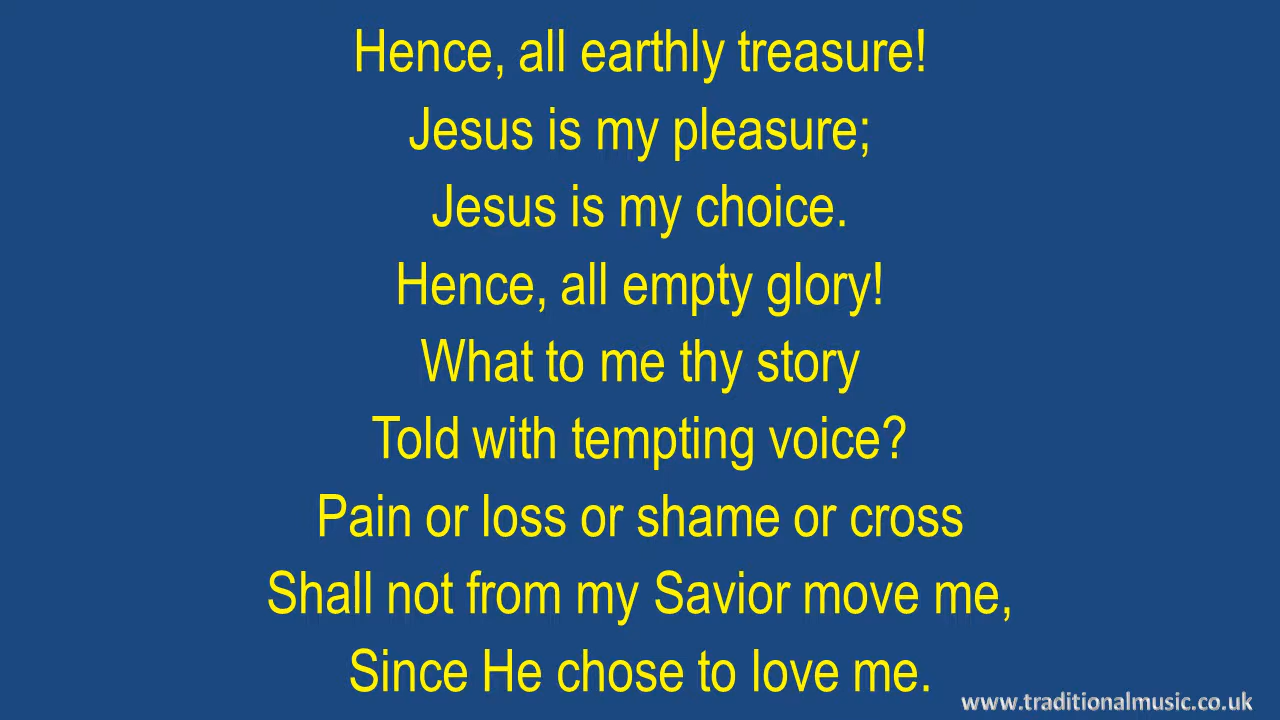 Hence, all earthly treasure!
Jesus is my pleasure;
Jesus is my choice.
Hence, all empty glory!
What to me thy story
Told with tempting voice?
Pain or loss or shame or cross
Shall not from my Savior move me,
Since He chose to love me.
www.traditionalmusic.co.uk